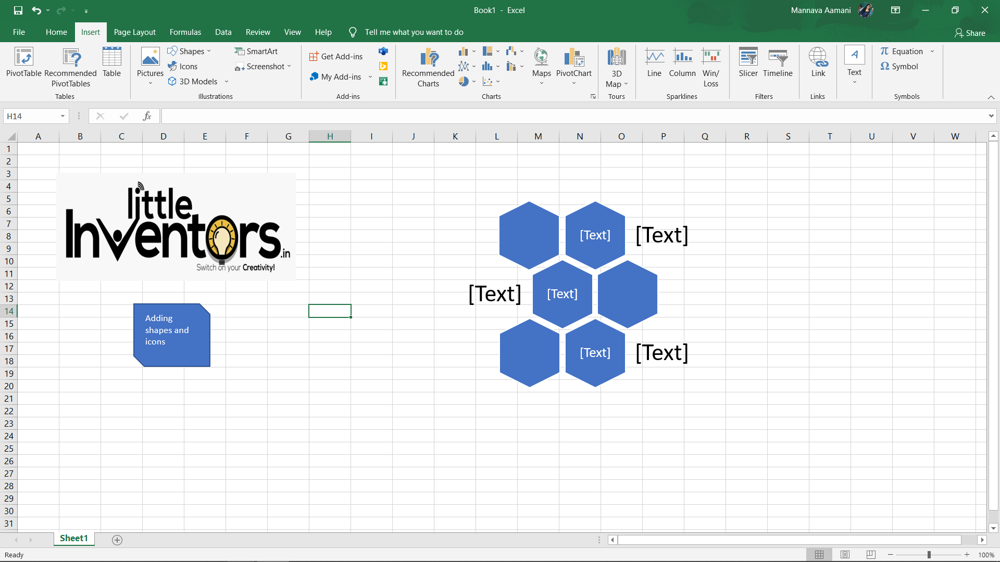 Book1 - Excel
Mannava Aamani
File Home Insert Page Layout Formulas Data Review View Help Tell me what you want to do
Share
PivotTable
Recommended
PivotTables
Table
Tables
Pictures
Shapes
Icons
3D Models
SmartArt
Screenshot
Illustrations
Get Add-ins
My Add-ins
Add-ins
Recommended
Charts
Maps
PivotChart
Charts
3D
Map
Tours
Line
Column
Win/
Loss
Sparklines
Slicer
Timeline
Filters
Link
Links
A
Text
π Equation
Ω Symbol
Symbols
H14
fx
A B C D E F G H I J K L M N O P Q R S T U V W
1
2
3
4
5
6
7
8
9
10
11
12
13
14
15
16
17
18
19
20
21
22
23
24
25
26
27
28
29
30
31
little
Inventors.in
Switch on your Creativity!
Adding
shapes and
icons
[Text]
[Text]
[Text]
[Text]
[Text]
[Text]
Sheet1
Ready
100%